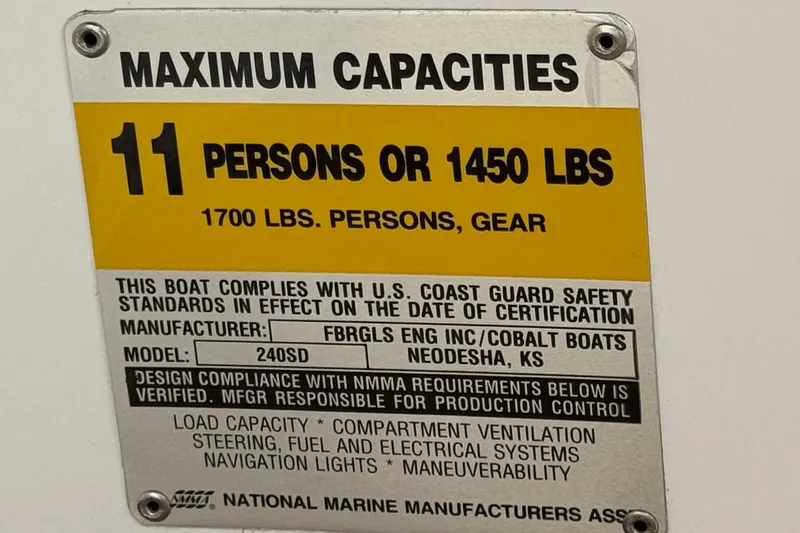 MAXIMUM CAPACITIES
11 PERSONS OR 1450 LBS
1700 LBS. PERSONS, GEAR
THIS BOAT COMPLIES WITH U.S. COAST GUARD SAFETY
STANDARDS IN EFFECT ON THE DATE OF CERTIFICATION
MANUFACTURER: FBRGLS ENG INC/COBALT BOATS
MODEL: 240SD NEODESHA, KS
DESIGN COMPLIANCE WITH NMMA REQUIREMENTS BELOW IS
VERIFIED. MFGR RESPONSIBLE FOR PRODUCTION CONTROL
LOAD CAPACITY * COMPARTMENT VENTILATION
STEERING, FUEL AND ELECTRICAL SYSTEMS
NAVIGATION LIGHTS * MANEUVERABILITY
NMMA® NATIONAL MARINE MANUFACTURERS ASS